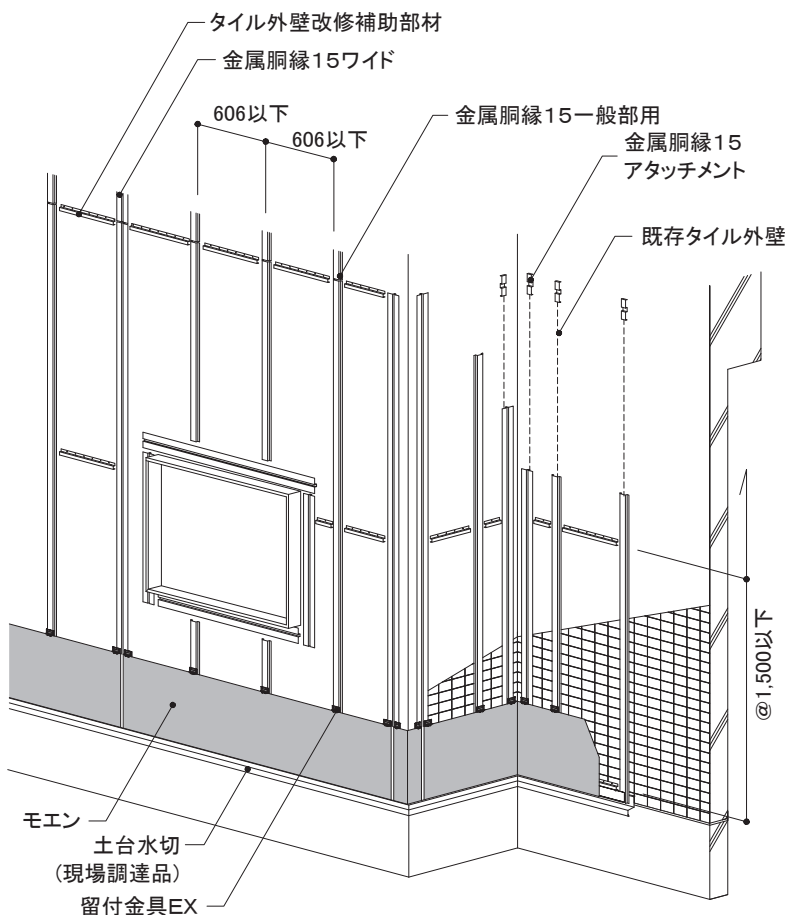 タイル外壁改修補助部材
金属胴縁15ワイド
606以下
606以下
金属胴縁15一般部用
金属胴縁15
アタッチメント
既存タイル外壁
@1,500以下
モエン
土台水切
(現場調達品)
留付金具EX